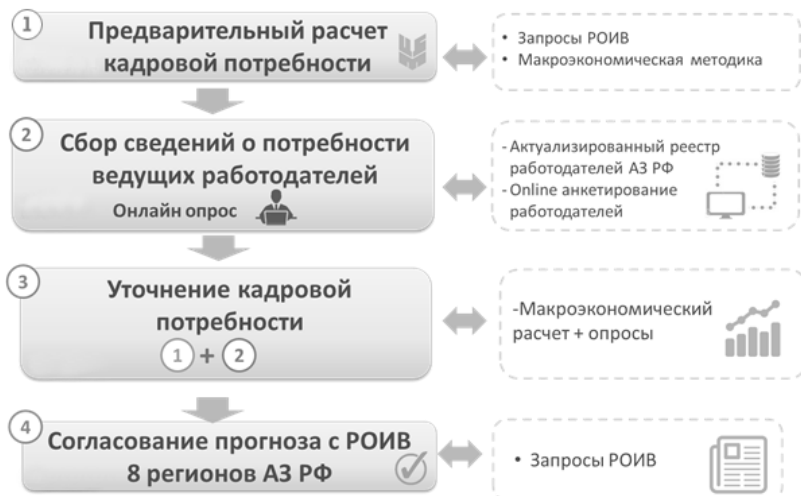 1
Предварительный расчет
кадровой потребности
• Запросы РОИВ
• Макроэкономическая методика
2
Сбор сведений о потребности
ведущих работодателей
Онлайн опрос
- Актуализированный реестр
работодателей АЗ РФ
- Online анкетирование
работодателей
3
Уточнение кадровой
потребности
1 + 2
-Макроэкономический
расчет + опросы
4
Согласование прогноза с РОИВ
8 регионов АЗ РФ
• Запросы РОИВ